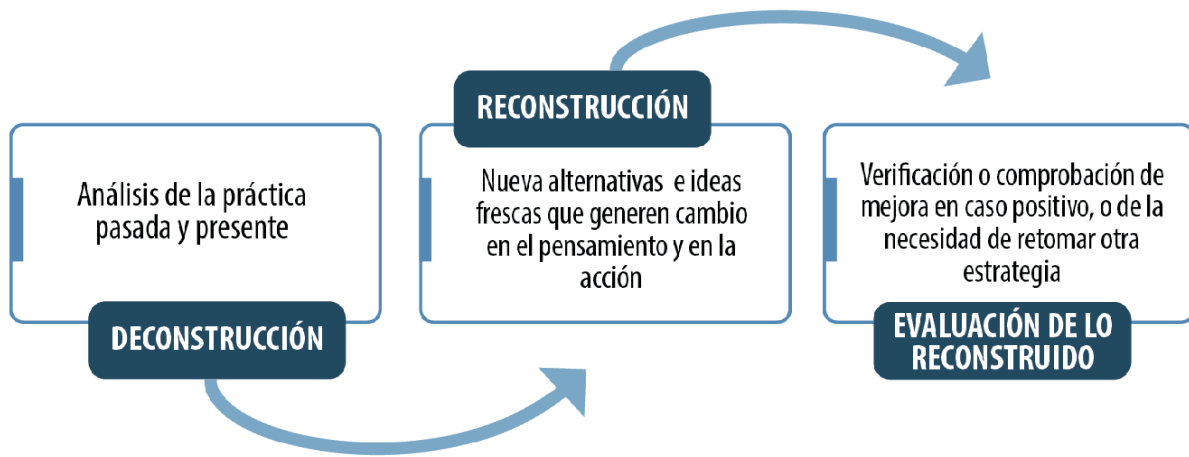 Análisis de la práctica
pasada y presente
DECONSTRUCCIÓN
RECONSTRUCCIÓN
Nueva alternativas e ideas
frescas que generen cambio
en el pensamiento y en la
acción
Verificación o comprobación de
mejora en caso positivo, o de la
necesidad de retomar otra
estrategia
EVALUACIÓN DE LO
RECONSTRUIDO